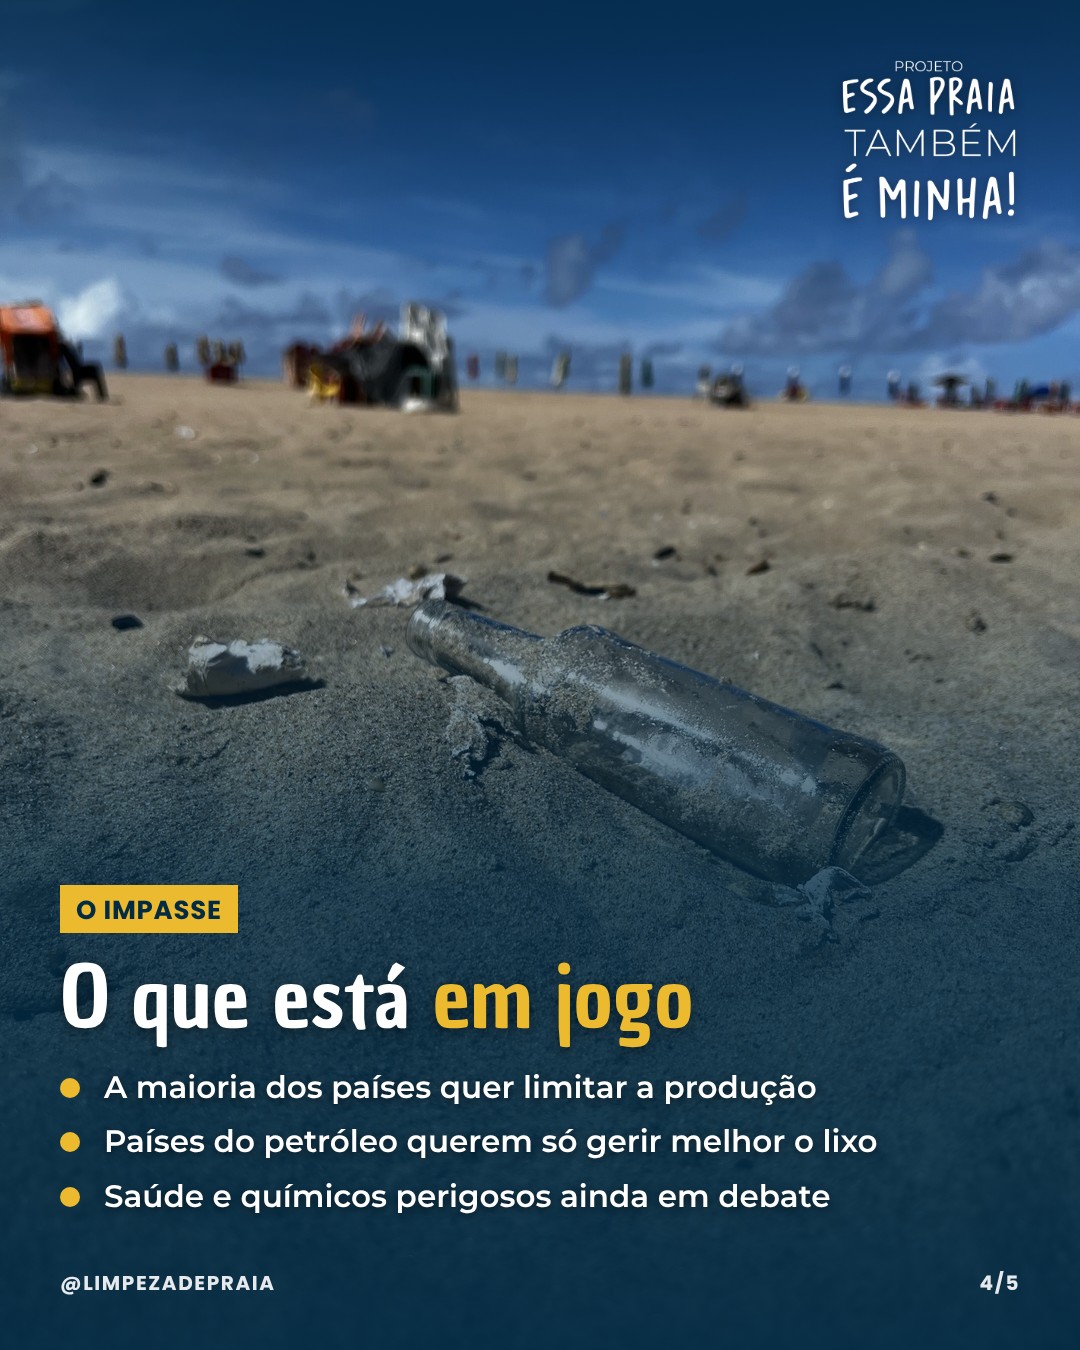 PROJETO
ESSA PRAIA
TAMBÉM
É MINHA!
O IMPASSE
O que está em jogo
A maioria dos países quer limitar a produção
Países do petróleo querem só gerir melhor o lixo
Saúde e químicos perigosos ainda em debate
@LIMPEZADEPRAIA
4/5